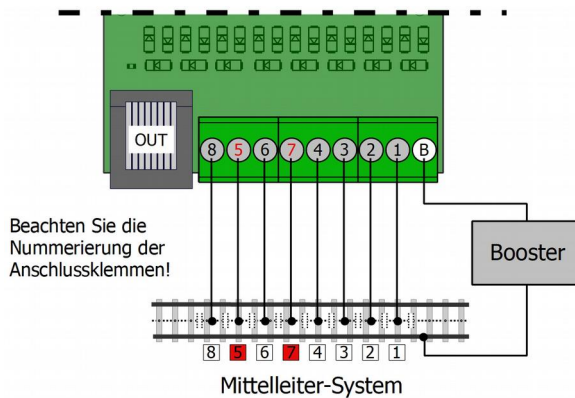 OUT
8 5 6 7 4 3 2 1 B
Beachten Sie die
Nummerierung der
Anschlussklemmen!
Booster
8 5 6 7 4 3 2 1
Mittelleiter-System